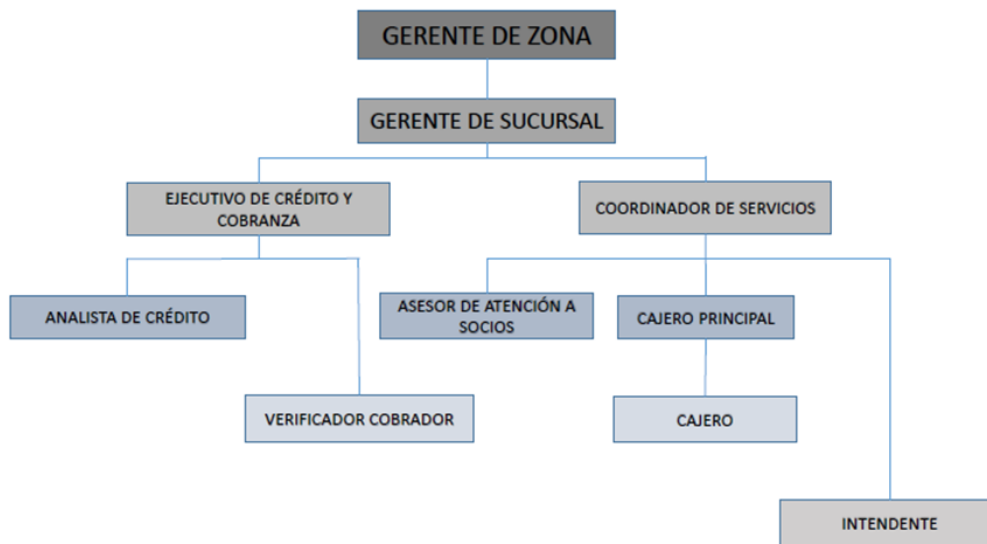 GERENTE DE ZONA
GERENTE DE SUCURSAL
EJECUTIVO DE CRÉDITO Y
COBRANZA
COORDINADOR DE SERVICIOS
ANALISTA DE CRÉDITO
ASESOR DE ATENCIÓN A
SOCIOS
CAJERO PRINCIPAL
VERIFICADOR COBRADOR
CAJERO
INTENDENTE